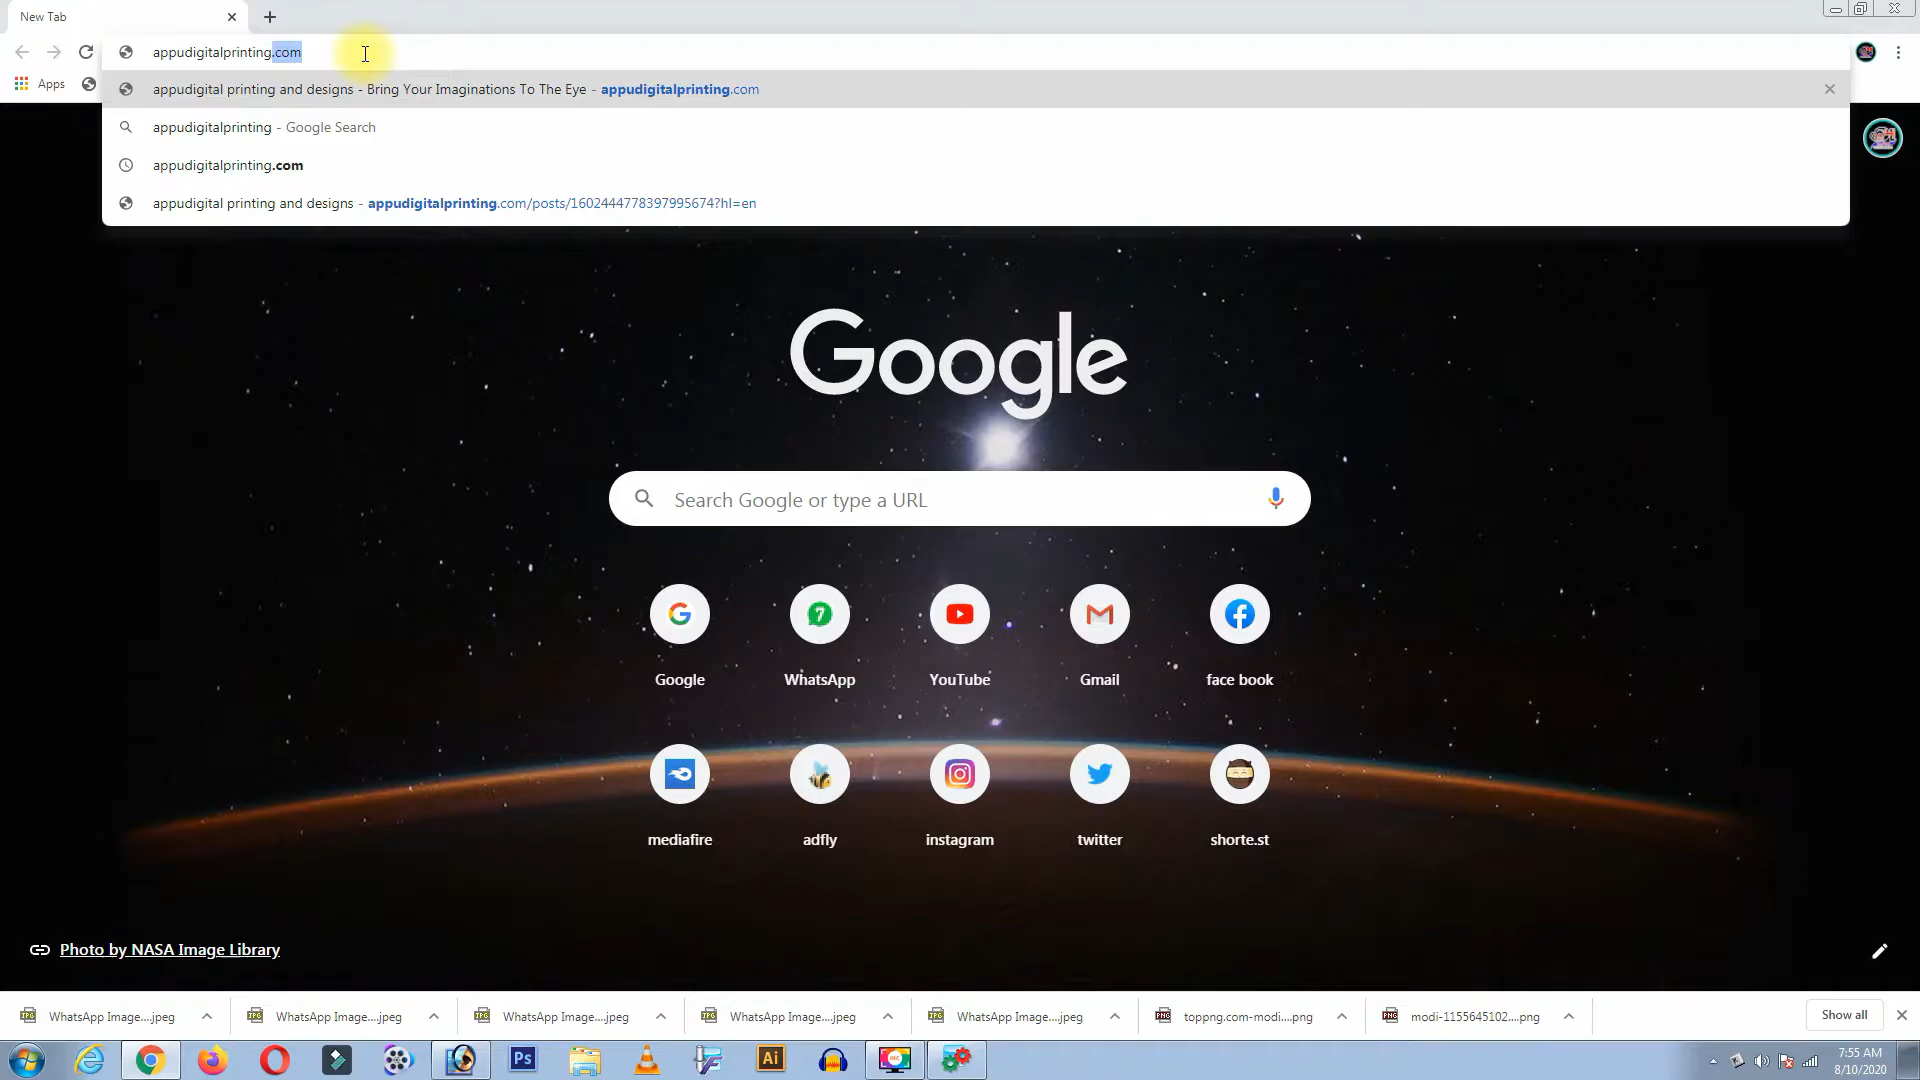 New Tab
appudigitalprinting.com
Apps
appudigital printing and designs - Bring Your Imaginations To The Eye - appudigitalprinting.com
appudigitalprinting - Google Search
appudigitalprinting.com
appudigital printing and designs - appudigitalprinting.com/posts/1602444778397995674?hl=en
Google
Search Google or type a URL
Google WhatsApp YouTube Gmail face book
mediafire adfly instagram twitter shorte.st
Photo by NASA Image Library
WhatsApp Image....jpeg WhatsApp Image....jpeg WhatsApp Image....jpeg WhatsApp Image....jpeg WhatsApp Image....jpeg toppng.com-modi....png modi-1155645102....png Show all
Ps Ai
7:55 AM
8/10/2020